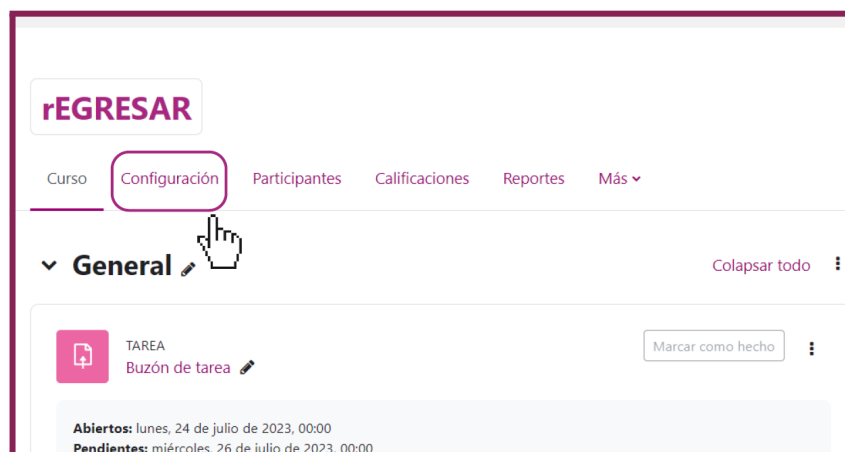 rEGRESAR
Curso Configuración Participantes Calificaciones Reportes Más
General Colapsar todo
TAREA
Marcar como hecho
Buzón de tarea
Abiertos: lunes, 24 de julio de 2023, 00:00
Pendientes: miércoles, 26 de julio de 2023, 00:00